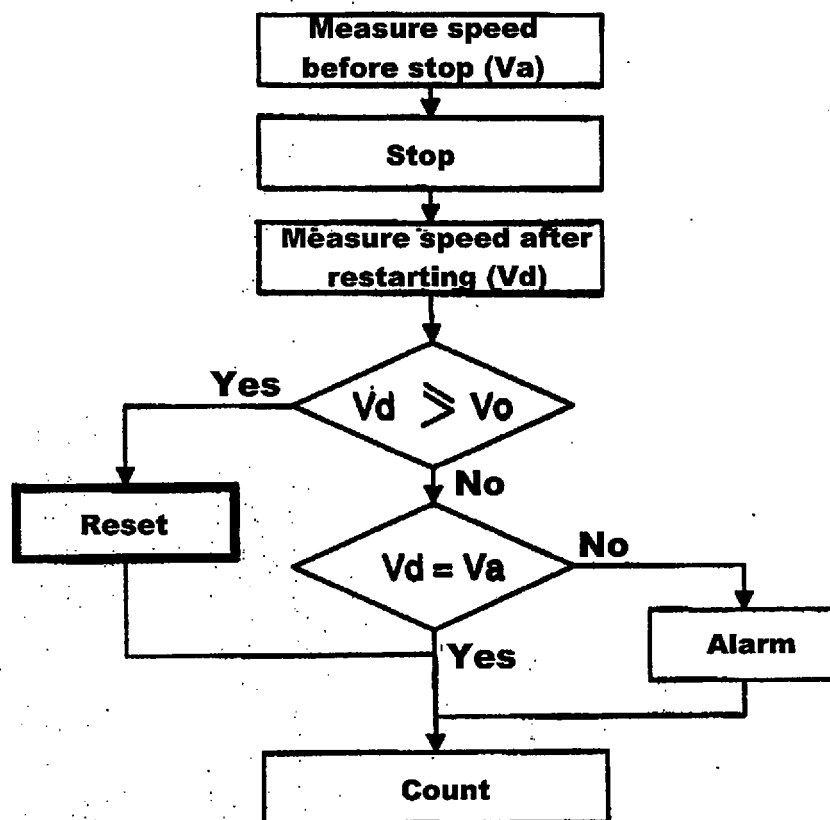 Measure speed
before stop (Va)
Stop
Measure speed after
restarting (Vd)
Yes
Vd ⩾ Vo
No
Reset
Vd = Va
No
Alarm
Yes
Count